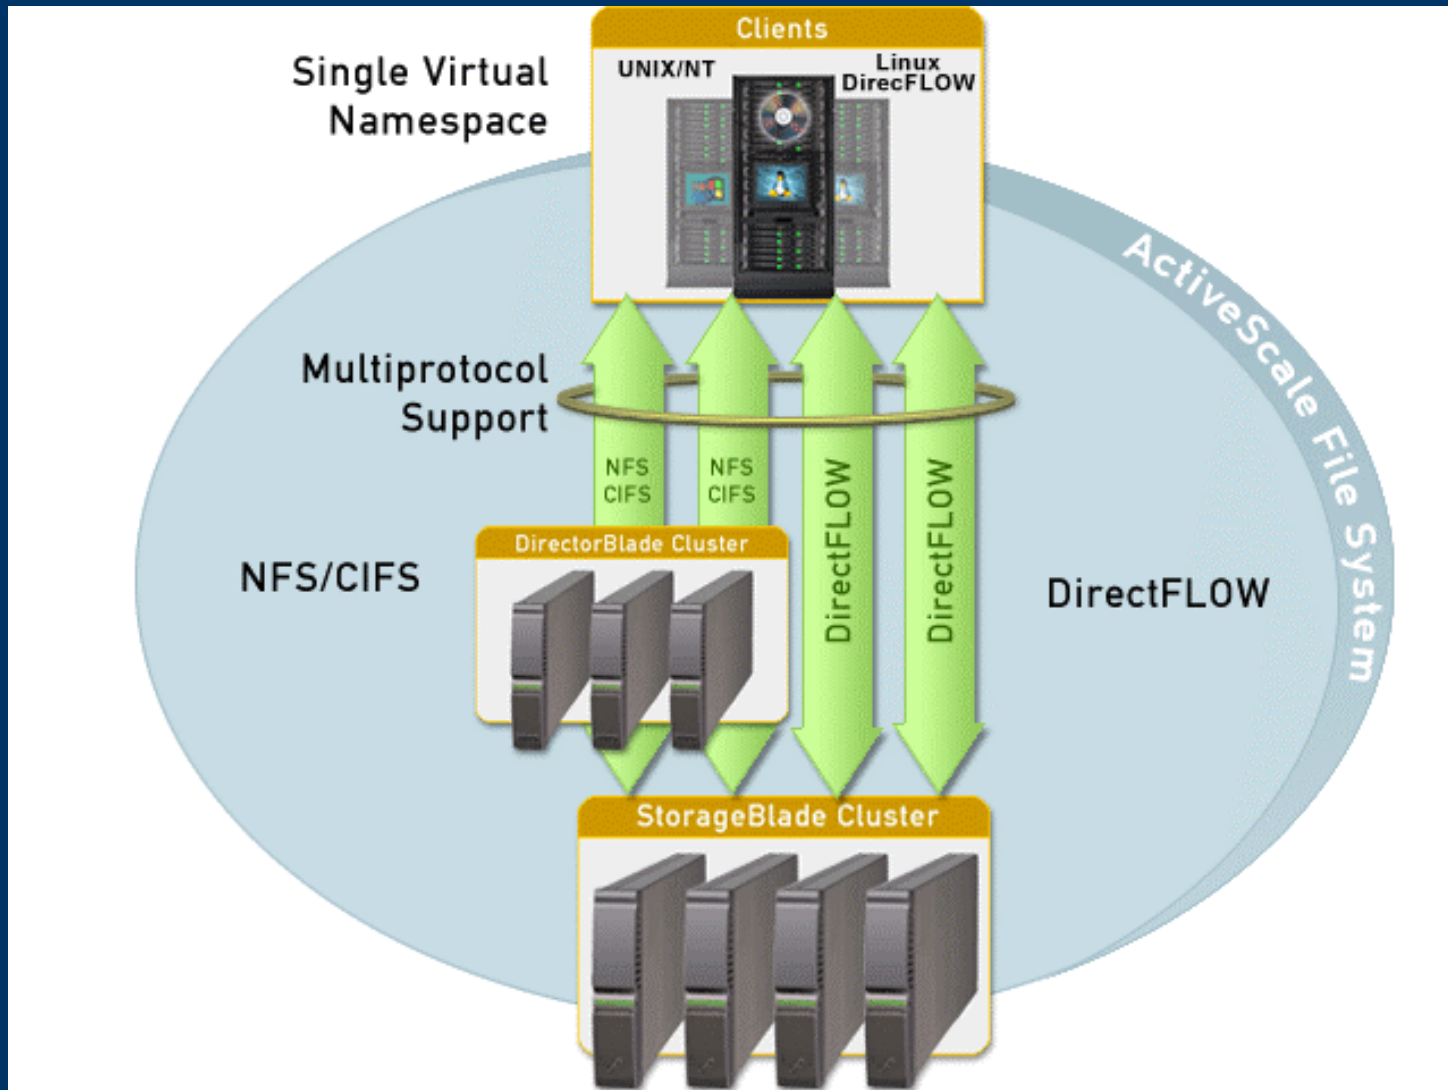 Clients
Single Virtual
Namespace
UNIX/NT
Linux
DirecFLOW
ActiveScale File System
Multiprotocol
Support
NFS
CIFS
NFS
CIFS
DirectFLOW
DirectFLOW
DirectorBlade Cluster
NFS/CIFS
DirectFLOW
StorageBlade Cluster